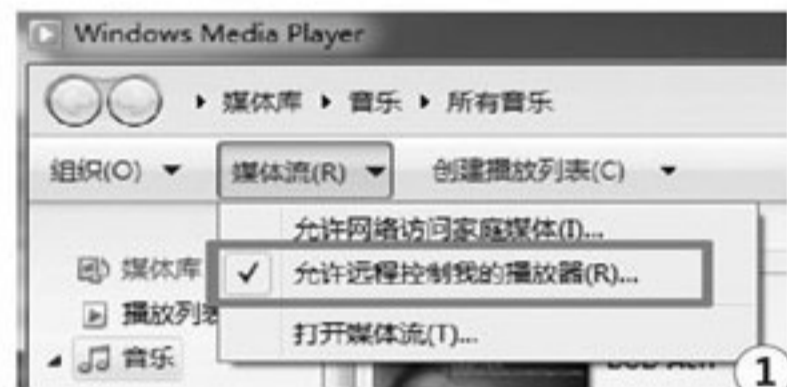 Windows Media Player
媒体库 ▸ 音乐 ▸ 所有音乐
组织(O) 媒体流(R) 创建播放列表(C)
允许网络访问家庭媒体(I)...
媒体库
✓ 允许远程控制我的播放器(R)...
播放列表
打开媒体流(T)...
音乐
1